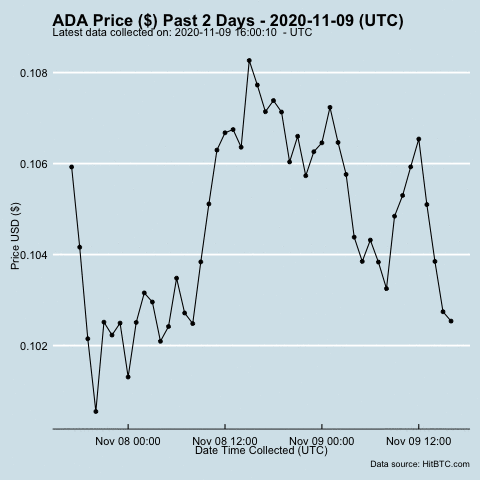 ADA Price ($) Past 2 Days - 2020-11-09 (UTC)
Latest data collected on: 2020-11-09 16:00:10  - UTC
0.108
0.106
0.104
0.102
Price USD ($)
Nov 08 00:00
Nov 08 12:00
Nov 09 00:00
Nov 09 12:00
Date Time Collected (UTC)
Data source: HitBTC.com